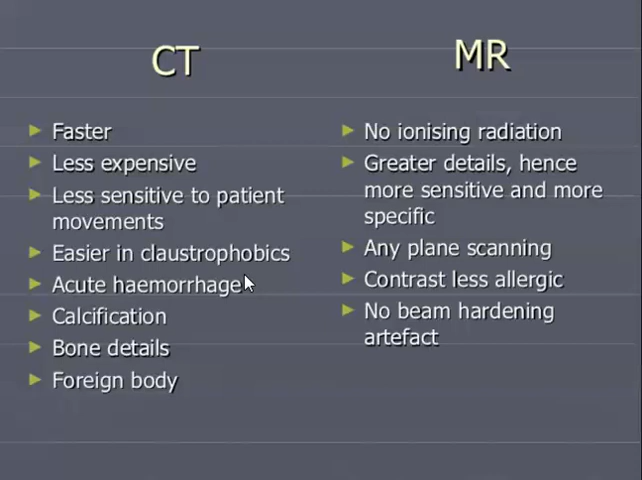 CT
Faster
Less expensive
Less sensitive to patient
movements
Easier in claustrophobics
Acute haemorrhage
Calcification
Bone details
Foreign body
MR
No ionising radiation
Greater details, hence
more sensitive and more
specific
Any plane scanning
Contrast less allergic
No beam hardening
artefact